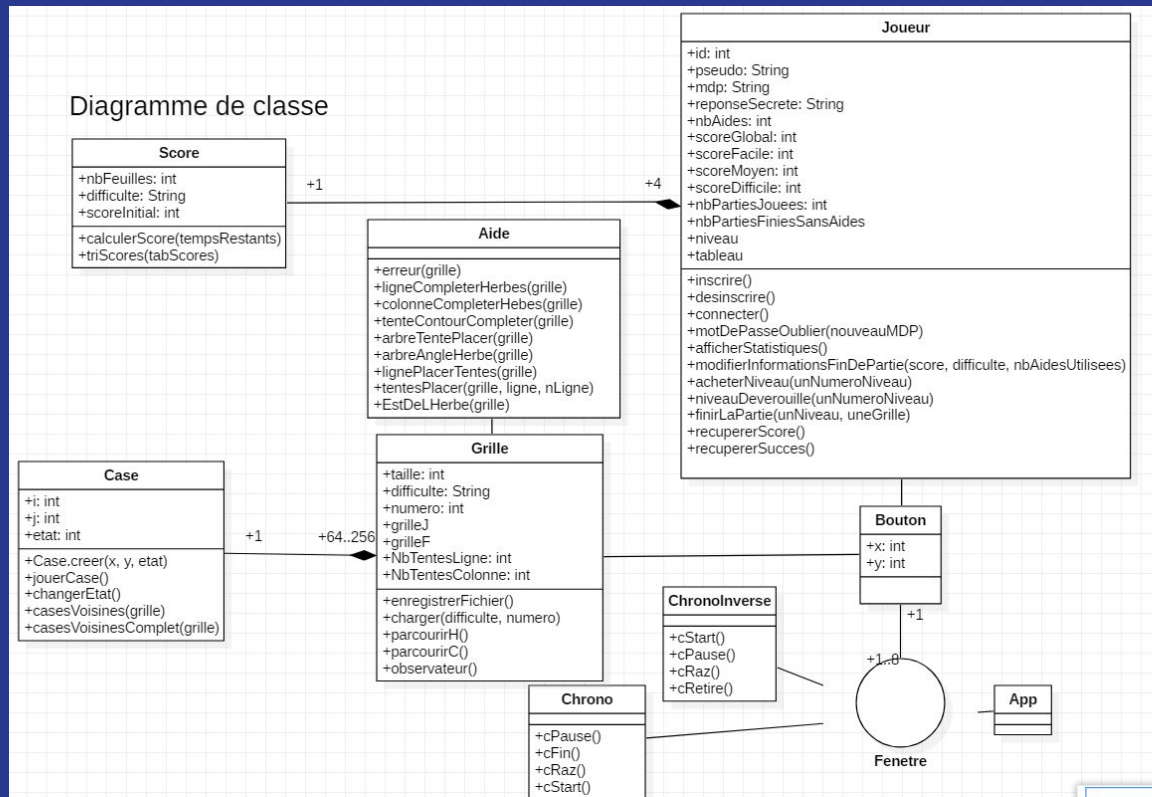 Diagramme de classe
Score
+nbFeuilles: int
+difficulte: String
+scoreInitial: int
+calculerScore(tempsRestants)
+triScores(tabScores)
+1
+4
Joueur
+id: int
+pseudo: String
+mdp: String
+reponseSecrete: String
+nbAides: int
+scoreGlobal: int
+scoreFacile: int
+scoreMoyen: int
+scoreDifficile: int
+nbPartiesJouees: int
+nbPartiesFiniesSansAides
+niveau
+tableau
+inscrire()
+desinscrire()
+connecter()
+motDePasseOublier(nouveauMDP)
+afficherStatistiques()
+modifierInformationsFinDePartie(score, difficulte, nbAidesUtilisees)
+acheterNiveau(unNumeroNiveau)
+niveauDeverouille(unNumeroNiveau)
+finirLaPartie(unNiveau, uneGrille)
+recupererScore()
+recupererSucces()
Aide
+erreur(grille)
+ligneCompleterHerbes(grille)
+colonneCompleterHebes(grille)
+tenteContourCompleter(grille)
+arbreTentePlacer(grille)
+arbreAngleHerbe(grille)
+lignePlacerTentes(grille)
+tentesPlacer(grille, ligne, nLigne)
+EstDeLHerbe(grille)
Case
+i: int
+j: int
+etat: int
+Case.creer(x, y, etat)
+jouerCase()
+changerEtat()
+casesVoisines(grille)
+casesVoisinesComplet(grille)
+1
+64..256
Grille
+taille: int
+difficulte: String
+numero: int
+grilleJ
+grilleF
+NbTentesLigne: int
+NbTentesColonne: int
+enregistrerFichier()
+charger(difficulte, numero)
+parcourirH()
+parcourirC()
+observateur()
Bouton
+x: int
+y: int
+1
+1..8
ChronoInverse
+cStart()
+cPause()
+cRaz()
+cRetire()
Chrono
+cPause()
+cFin()
+cRaz()
+cStart()
Fenetre
App